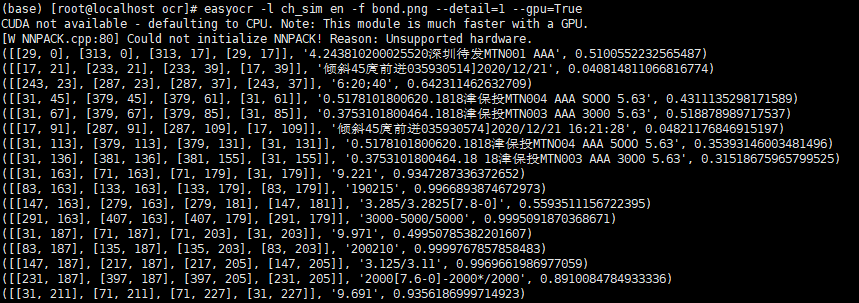 (base) [root@localhost ocr]# easyocr -l ch_sim en -f bond.png --detail=1 --gpu=True
CUDA not available - defaulting to CPU. Note: This module is much faster with a GPU.
[W NNPACK.cpp:80] Could not initialize NNPACK! Reason: Unsupported hardware.
([[29, 0], [313, 0], [313, 17], [29, 17]], '4.243810200025520深圳待发MTN001 AAA', 0.5100552232565487)
([[17, 21], [233, 21], [233, 39], [17, 39]], '倾斜45虎前迸035930514]2020/12/21', 0.040814811066816774)
([[243, 23], [287, 23], [287, 37], [243, 37]], '6:20;40', 0.642311462632709)
([[31, 45], [379, 45], [379, 61], [31, 61]], '0.5178101800620.1818津保投MTN004 AAA SOOO 5.63', 0.4311135298171589)
([[31, 67], [379, 67], [379, 85], [31, 85]], '0.3753101800464.1818津保投MTN003 AAA 3000 5.63', 0.518878989717537)
([[17, 91], [287, 91], [287, 109], [17, 109]], '倾斜45虎前迸035930574]2020/12/21 16:21:28', 0.04821176846915197)
([[31, 113], [379, 113], [379, 131], [31, 131]], '0.5178101800620.1818津保投MTN004 AAA 5OOO 5.63', 0.35393146003481496)
([[31, 136], [381, 136], [381, 155], [31, 155]], '0.3753101800464.18 18津保投MTN003 AAA 3OOO 5.63', 0.31518675965799525)
([[31, 163], [71, 163], [71, 179], [31, 179]], '9.221', 0.9347287336372652)
([[83, 163], [133, 163], [133, 179], [83, 179]], '190215', 0.9966893874672973)
([[147, 163], [279, 163], [279, 181], [147, 181]], '3.285/3.2825[7.8-0]', 0.5593511156722395)
([[291, 163], [407, 163], [407, 179], [291, 179]], '3000-5000/5000', 0.9995091870368671)
([[31, 187], [71, 187], [71, 203], [31, 203]], '9.971', 0.49950785382201607)
([[83, 187], [135, 187], [135, 203], [83, 203]], '200210', 0.9999767857858483)
([[147, 187], [217, 187], [217, 205], [147, 205]], '3.125/3.11', 0.9969661986977059)
([[231, 187], [397, 187], [397, 205], [231, 205]], '2000[7.6-0]-2000*/2000', 0.8910084784933336)
([[31, 211], [71, 211], [71, 227], [31, 227]], '9.691', 0.9356186999714923)